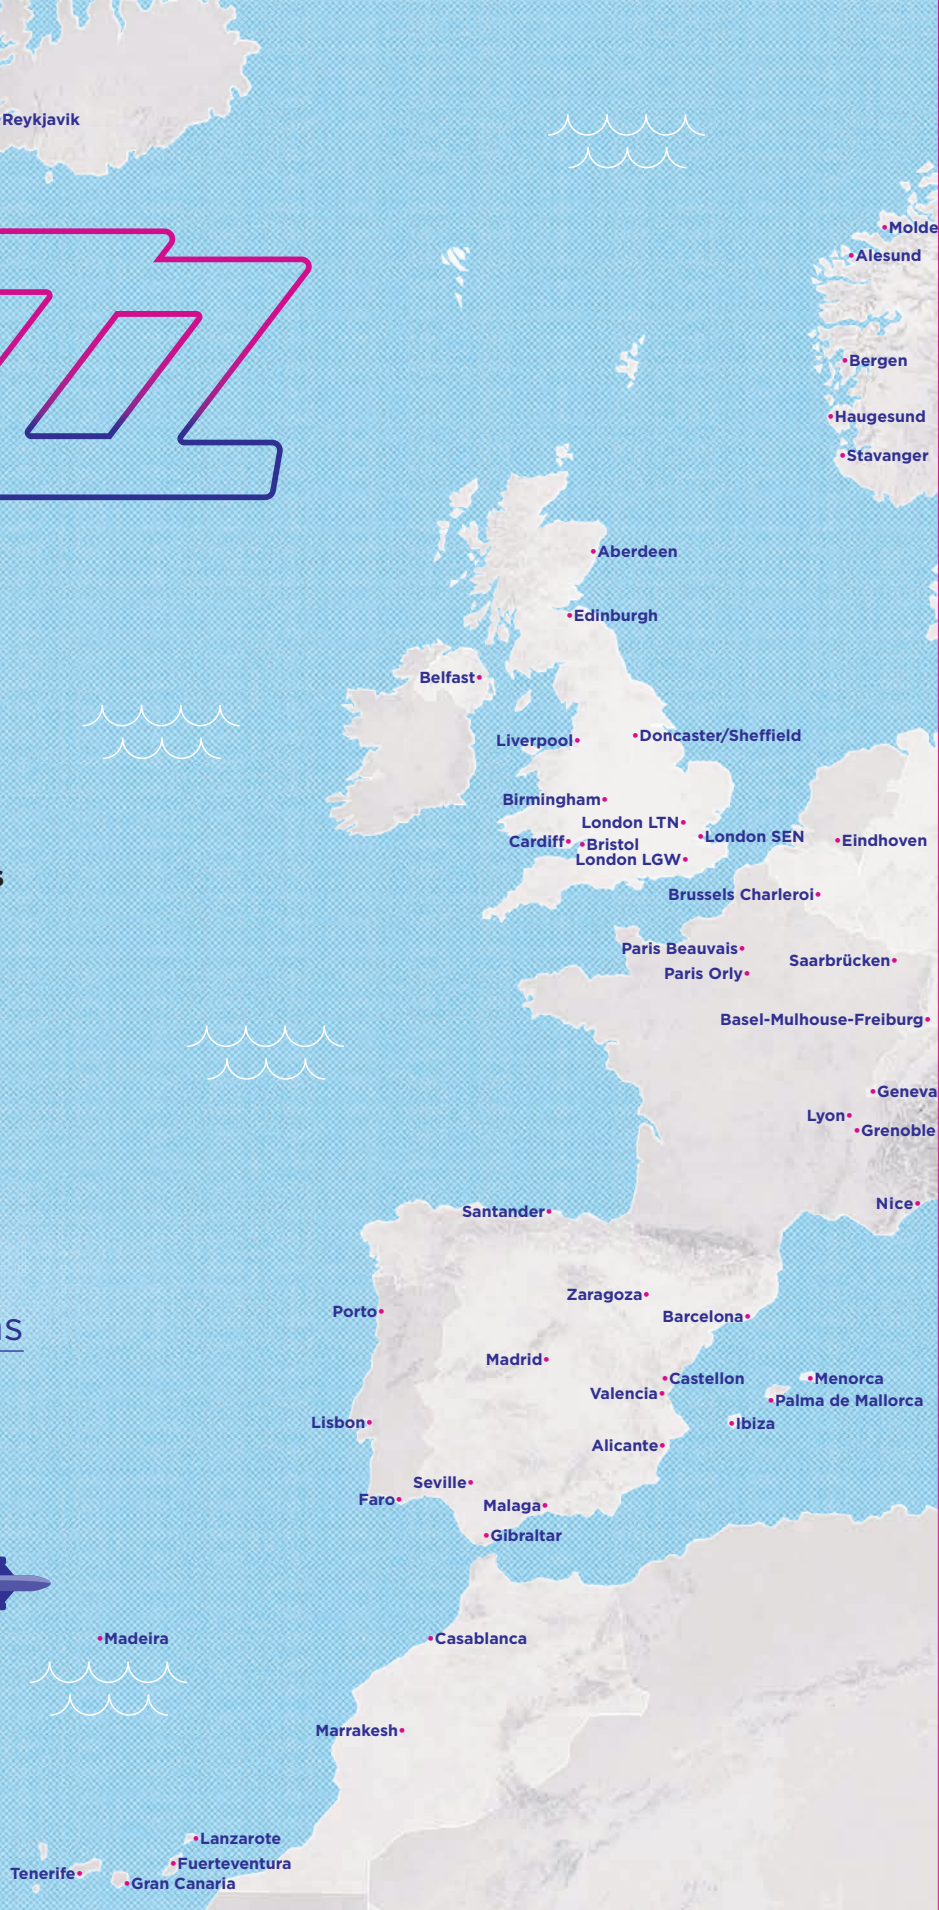 Reykjavik
Molde
Alesund
Bergen
Haugesund
Stavanger
Aberdeen
Edinburgh
Belfast
Doncaster/Sheffield
Liverpool
Birmingham
London LTN
London SEN
Cardiff
Bristol
Eindhoven
London LGW
s
Brussels Charleroi
Paris Beauvais
Saarbrücken
Paris Orly
Basel-Mulhouse-Freiburg
Geneva
Lyon
Grenoble
Nice
Santander
Zaragoza
Porto
Barcelona
s
Madrid
Castellon
Menorca
Valencia
Palma de Mallorca
Lisbon
Ibiza
Alicante
Seville
Faro
Malaga
Gibraltar
Madeira
Casablanca
Marrakesh
Lanzarote
Fuerteventura
Tenerife
Gran Canaria